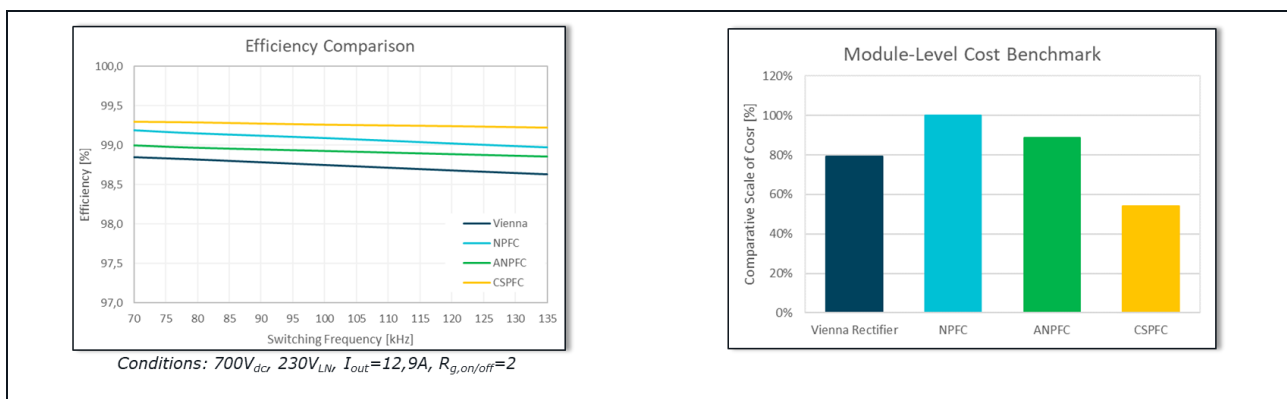 Efficiency Comparison
Efficiency [%]
100,0
99,5
99,0
98,5
98,0
97,5
97,0
Vienna
NPFC
ANPFC
CSPFC
70 75 80 85 90 95 100 105 110 115 120 125 130 135
Switching Frequency [kHz]
Conditions: 700Vdc, 230VLN, Iout=12,9A, Rg,on/off=2
Module-Level Cost Benchmark
Comparative Scale of Cosr [%]
120%
100%
80%
60%
40%
20%
0%
Vienna Rectifier NPFC ANPFC CSPFC